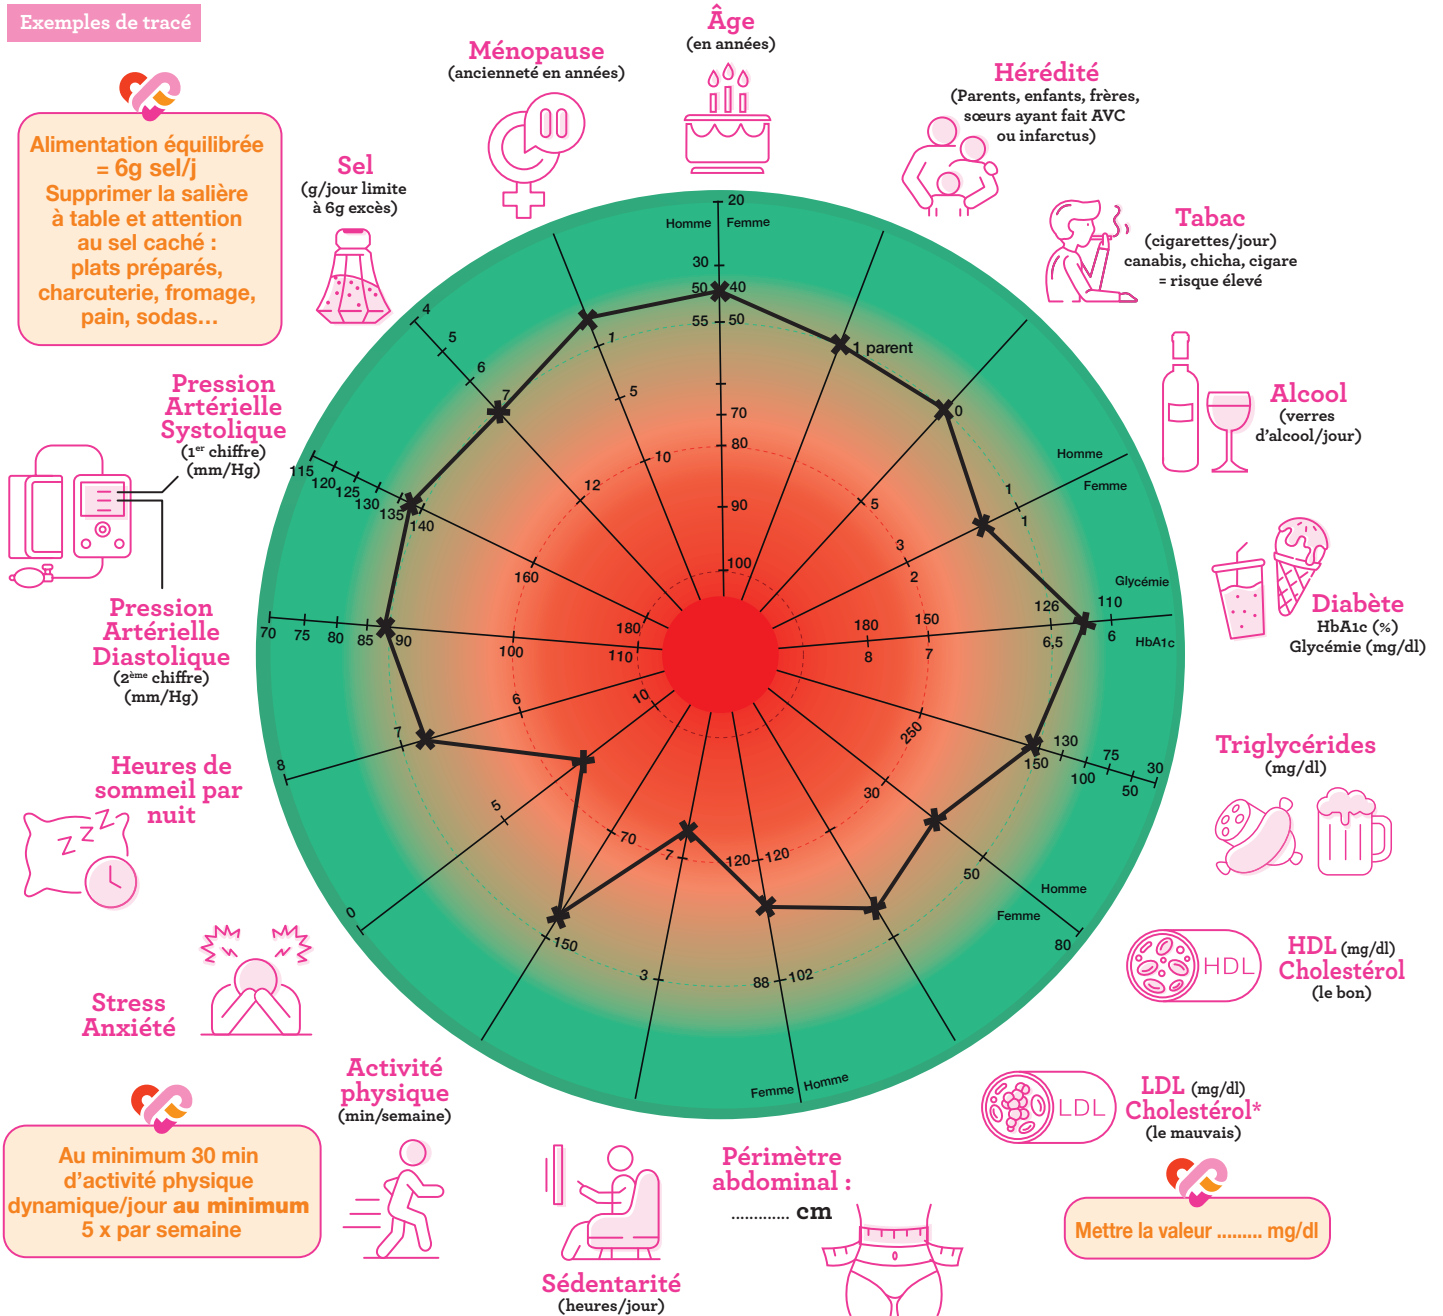 Exemples de tracé
Alimentation équilibrée
= 6g sel/j
Supprimer la salière
à table et attention
au sel caché :
plats préparés,
charcuterie, fromage,
pain, sodas…
Ménopause
(ancienneté en années)
Âge
(en années)
Hérédité
(Parents, enfants, frères,
sœurs ayant fait AVC
ou infarctus)
Sel
(g/jour limite
à 6g excès)
Tabac
(cigarettes/jour)
canabis, chicha, cigare
= risque élevé
Alcool
(verres
d'alcool/jour)
Pression
Artérielle
Systolique
(1er chiffre)
(mm/Hg)
Pression
Artérielle
Diastolique
(2ème chiffre)
(mm/Hg)
Diabète
HbA1c (%)
Glycémie (mg/dl)
Triglycérides
(mg/dl)
Heures de
sommeil par
nuit
Z Z Z Z
HDL
HDL (mg/dl)
Cholestérol
(le bon)
Stress
Anxiété
LDL
LDL (mg/dl)
Cholestérol*
(le mauvais)
Mettre la valeur ......... mg/dl
Activité
physique
(min/semaine)
Au minimum 30 min
d'activité physique
dynamique/jour au minimum
5 x par semaine
Sédentarité
(heures/jour)
Périmètre
abdominal :
............. cm
Homme Femme
20
30
50 40
55 50
70
80
90
100
1 parent
0
5
Homme
Femme
1
1
3
2
Glycémie
HbA1c
110
6
126
6,5
150
7
180
8
30
50
75
100
130
150
250
Homme
Femme
80
50
30
Femme Homme
88 102
120 120
3
7
150
70
0
5
10
8
7
6
70
75
80
85
90
100
110
115
120
125
130
135
140
160
180
4
5
6
7
12
1
5
10